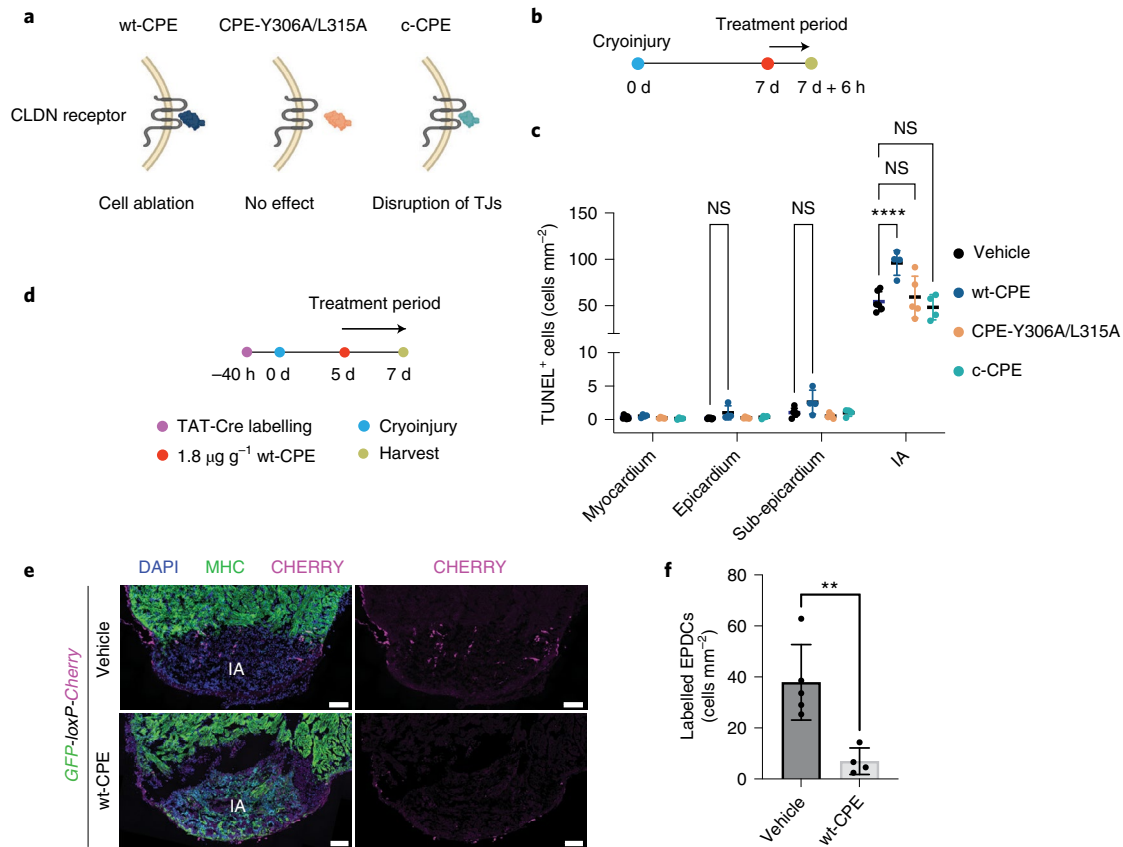 a
wt-CPE CPE-Y306A/L315A c-CPE
CLDN receptor
Cell ablation No effect Disruption of TJs
b
Treatment period
Cryoinjury
0 d 7 d 7 d + 6 h
c
NS
NS
NS NS ****
150
100
50
10
5
0
TUNEL⁺ cells (cells mm⁻²)
Myocardium
Epicardium
Sub-epicardium
IA
Vehicle
wt-CPE
CPE-Y306A/L315A
c-CPE
d
Treatment period
−40 h 0 d 5 d 7 d
TAT-Cre labelling Cryoinjury
1.8 μg g⁻¹ wt-CPE Harvest
e
DAPI MHC CHERRY CHERRY
GFP-loxP-Cherry
Vehicle
IA
wt-CPE
IA
f
**
80
60
40
20
0
Labelled EPDCs
(cells mm⁻²)
Vehicle
wt-CPE